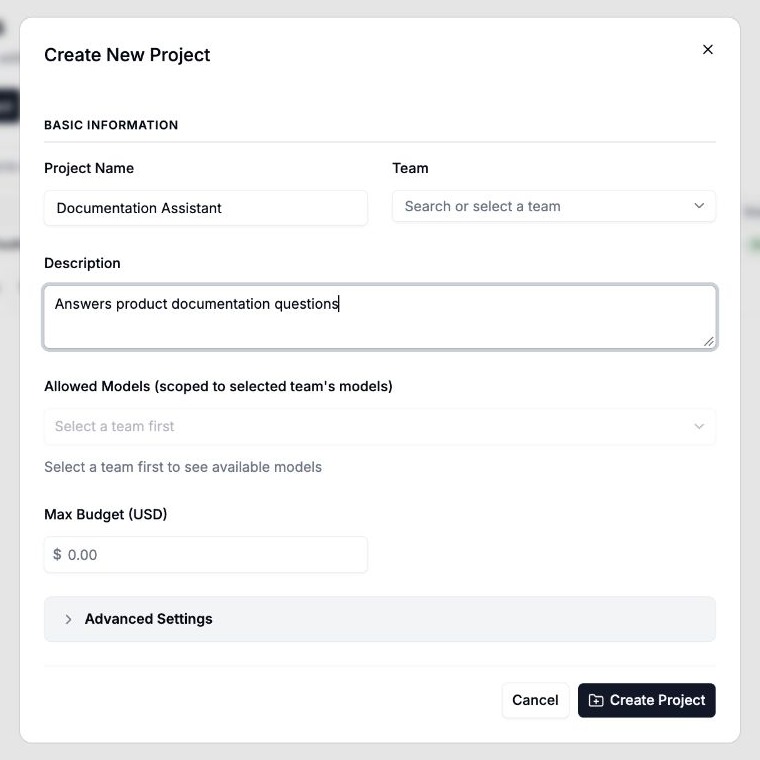 Create New Project
BASIC INFORMATION
Project Name
Team
Documentation Assistant
Search or select a team
Description
Answers product documentation questions
Allowed Models (scoped to selected team's models)
Select a team first
Select a team first to see available models
Max Budget (USD)
$ 0.00
Advanced Settings
Cancel
Create Project